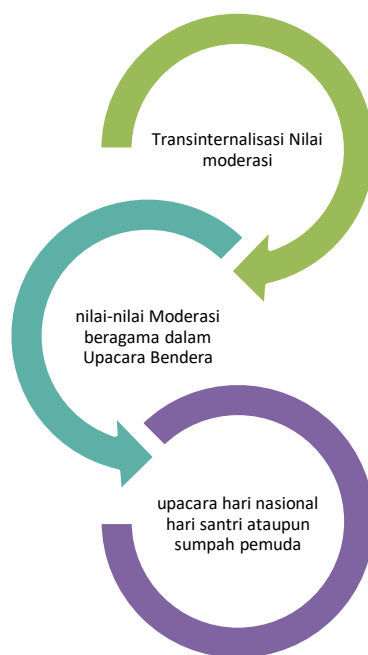 Transinternalisasi Nilai
moderasi
nilai-nilai Moderasi
beragama dalam
Upacara Bendera
upacara hari nasional
hari santri ataupun
sumpah pemuda